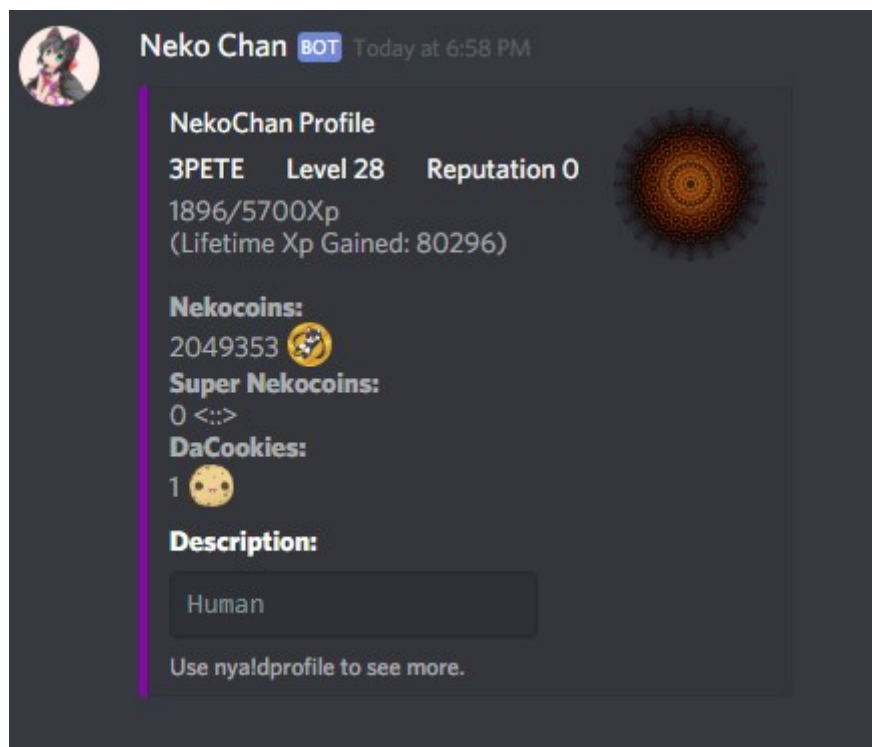 Neko Chan BOT Today at 6:58 PM
NekoChan Profile
3PETE Level 28 Reputation 0
1896/5700Xp
(Lifetime Xp Gained: 80296)
Nekocoins:
2049353
Super Nekocoins:
0 <::>
DaCookies:
1
Description:
Human
Use nya!dprofile to see more.